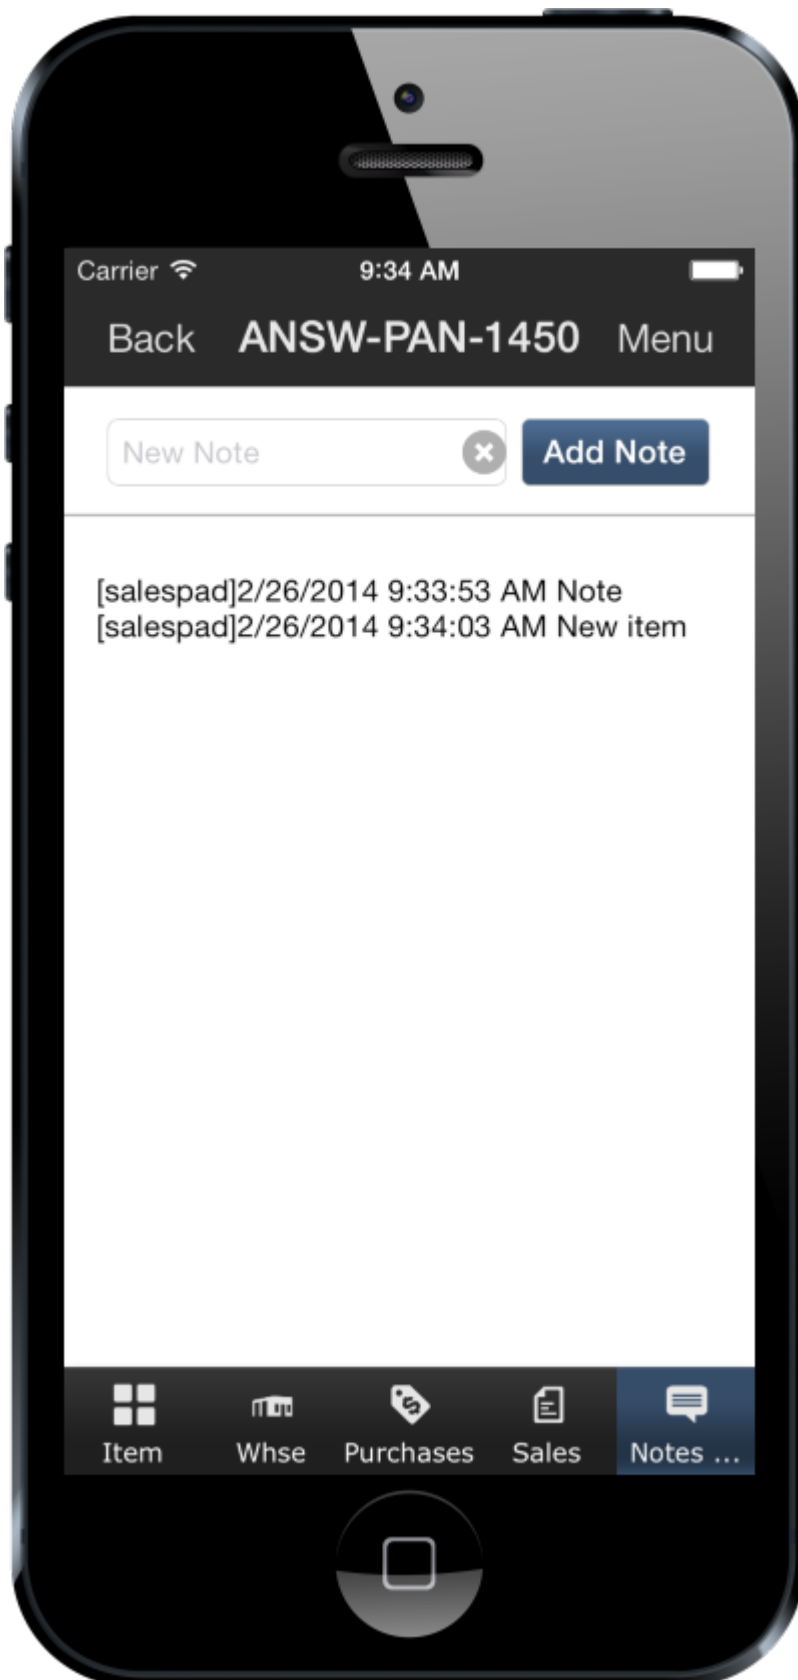 Carrier 9:34 AM
Back ANSW-PAN-1450 Menu
New Note Add Note
[salespad]2/26/2014 9:33:53 AM Note
[salespad]2/26/2014 9:34:03 AM New item
Item Whse Purchases Sales Notes ...